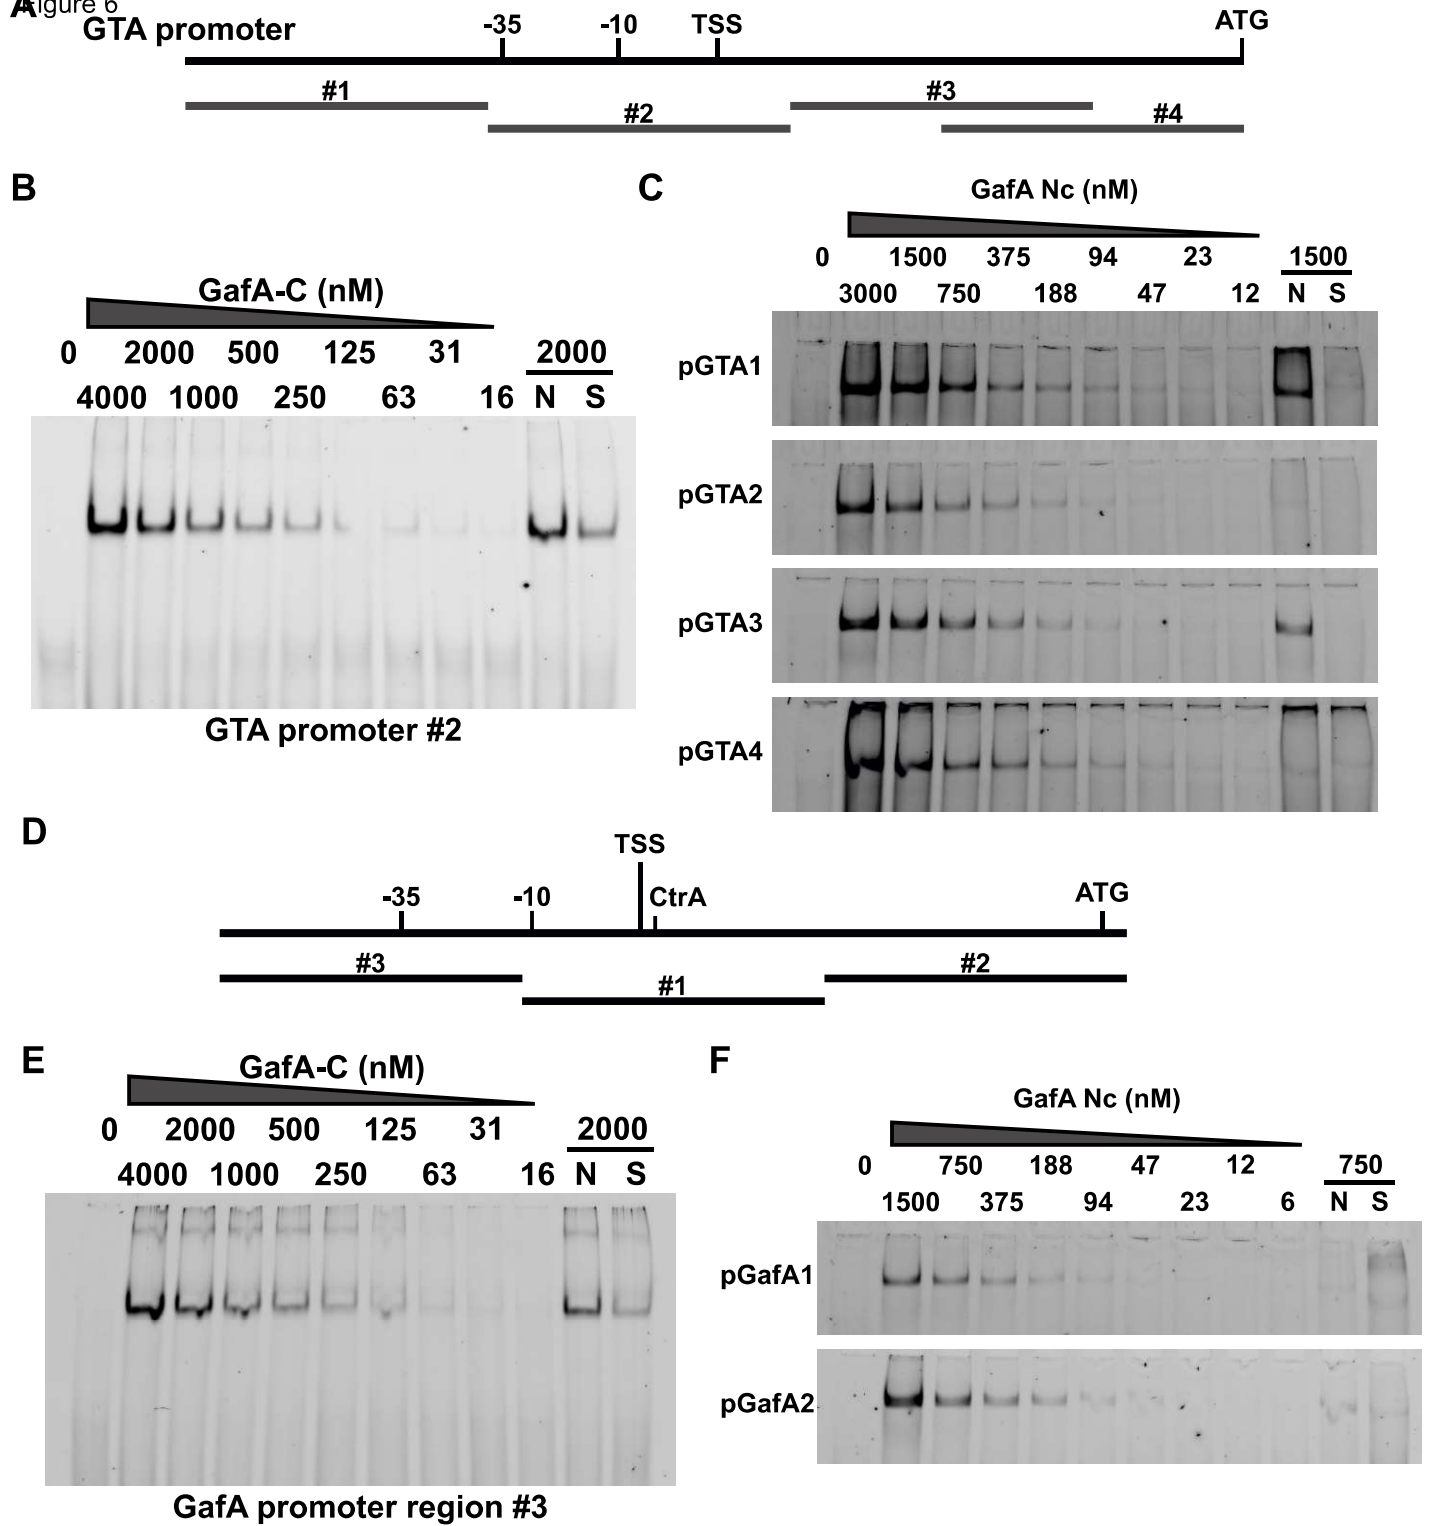 Figure 6
A
GTA promoter
-35
-10
TSS
ATG
#1
#2
#3
#4
B
GafA-C (nM)
0 2000 500 125 31 2000
4000 1000 250 63 16 N S
GTA promoter #2
C
GafA Nc (nM)
0 1500 375 94 23 1500
3000 750 188 47 12 N S
pGTA1
pGTA2
pGTA3
pGTA4
D
TSS
-35
-10
CtrA
ATG
#3
#1
#2
E
GafA-C (nM)
0 2000 500 125 31 2000
4000 1000 250 63 16 N S
GafA promoter region #3
F
GafA Nc (nM)
0 750 188 47 12 750
1500 375 94 23 6 N S
pGafA1
pGafA2